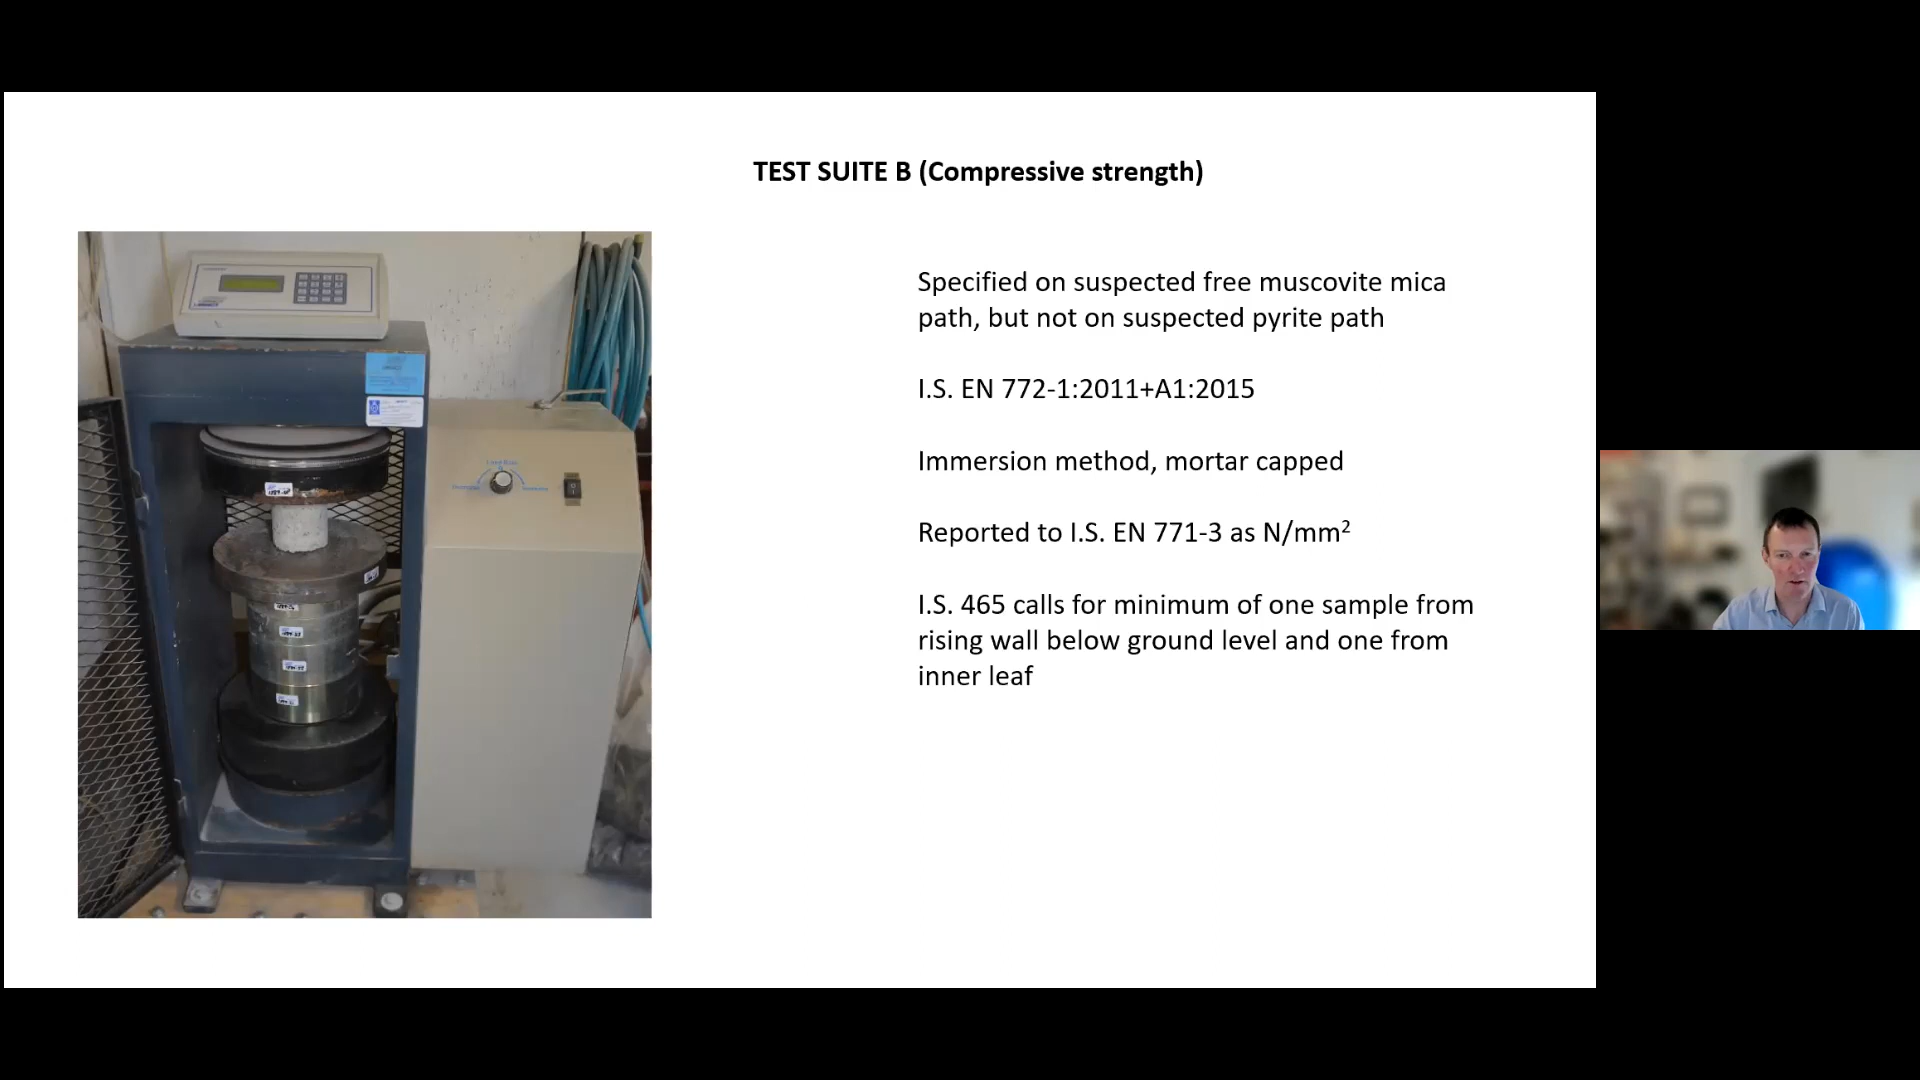 TEST SUITE B (Compressive strength)
Specified on suspected free muscovite mica
path, but not on suspected pyrite path
I.S. EN 772-1:2011+A1:2015
Immersion method, mortar capped
Reported to I.S. EN 771-3 as N/mm²
I.S. 465 calls for minimum of one sample from
rising wall below ground level and one from
inner leaf